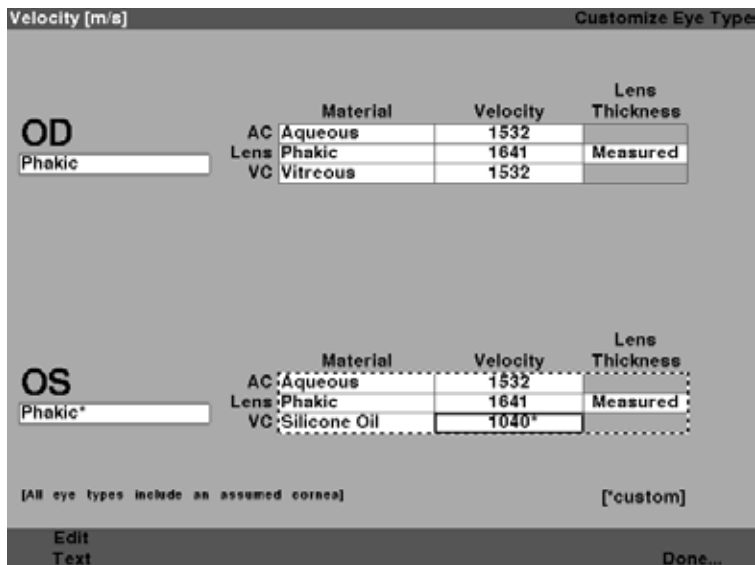 Velocity [m/s] Customize Eye Type
Lens
Material Velocity Thickness
OD
AC Aqueous 1532
Phakic
Lens Phakic 1641 Measured
VC Vitreous 1532
Lens
Material Velocity Thickness
OS
AC Aqueous 1532
Phakic*
Lens Phakic 1641 Measured
VC Silicone Oil 1040*
[All eye types include an assumed cornea] [*custom]
Edit
Text Done...